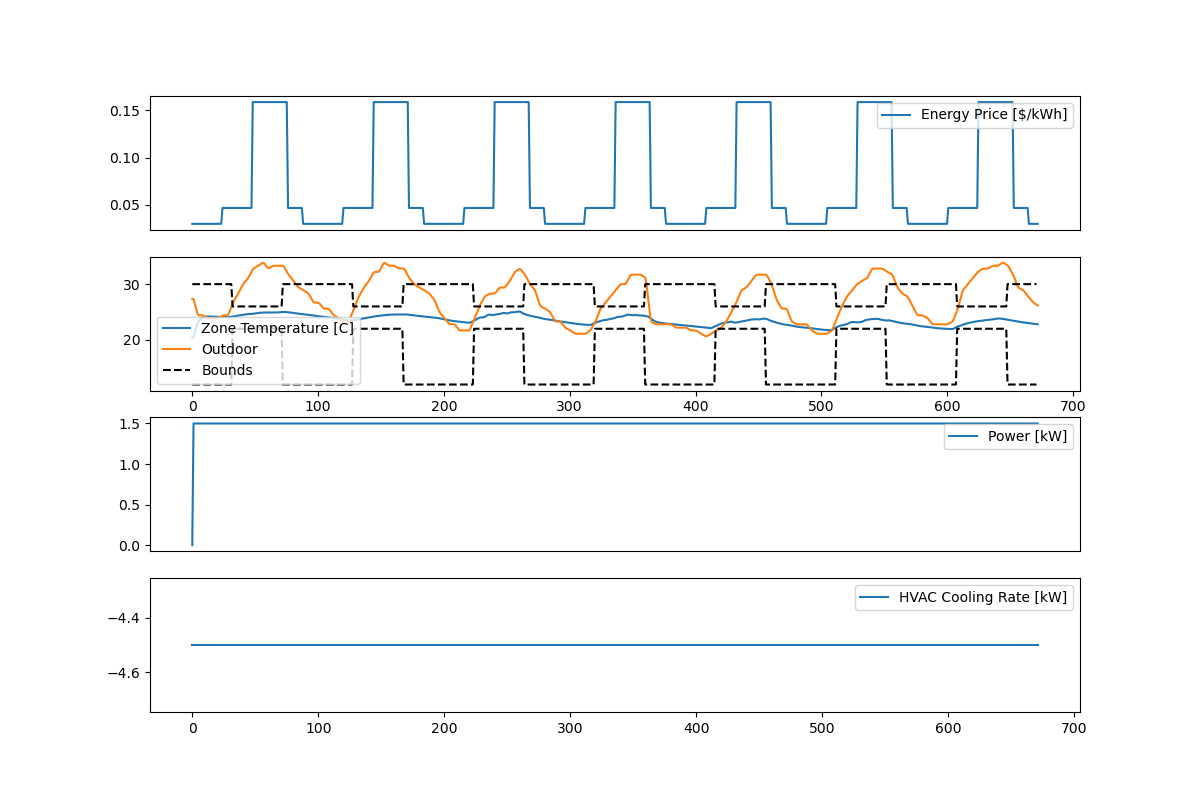 0.15
0.10
0.05
Energy Price [$/kWh]
30
20
Zone Temperature [C]
Outdoor
Bounds
0 100 200 300 400 500 600 700
1.5
1.0
0.5
0.0
Power [kW]
−4.4
−4.6
HVAC Cooling Rate [kW]
0 100 200 300 400 500 600 700